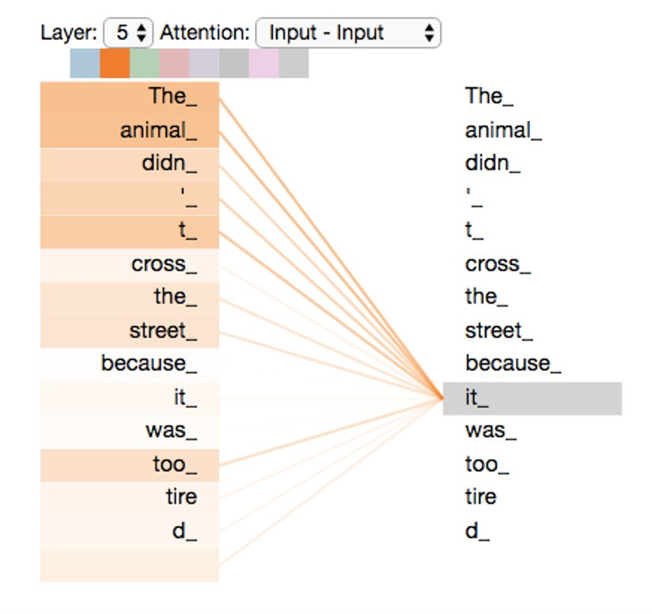 Layer: 5 Attention: Input - Input
The_ The_
animal_ animal_
didn_ didn_
'_ '_
t_ t_
cross_ cross_
the_ the_
street_ street_
because_ because_
it_ it_
was_ was_
too_ too_
tire tire
d_ d_